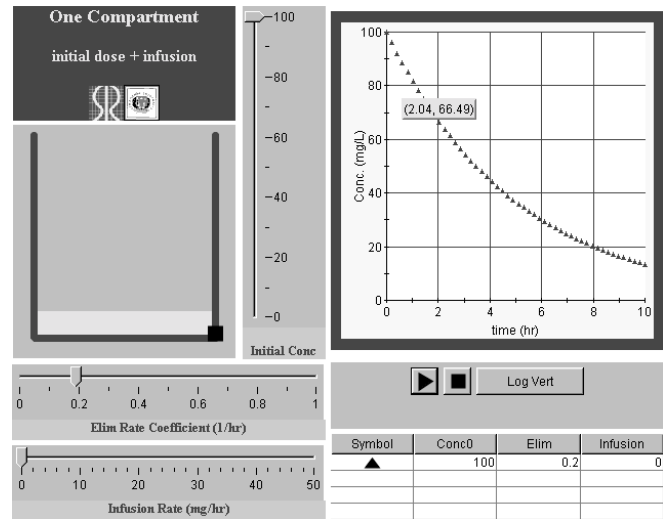 One Compartment
initial dose + infusion
100
80
60
40
20
0
Initial Conc
0 0.2 0.4 0.6 0.8 1
Elim Rate Coefficient (1/hr)
0 10 20 30 40 50
Infusion Rate (mg/hr)
Conc. (mg/L)
100
80
60
40
20
0
(2.04, 66.49)
0 2 4 6 8 10
time (hr)
Log Vert
Symbol Conc0 Elim Infusion
100 0.2 0